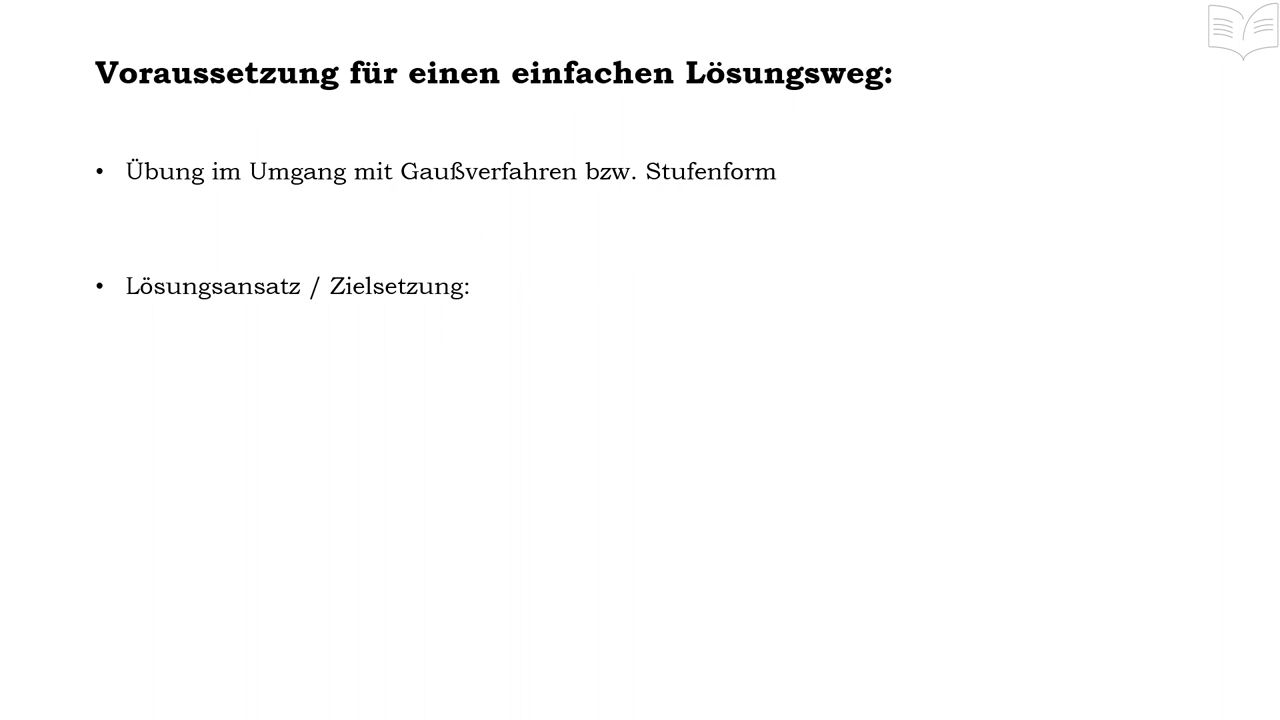 Voraussetzung für einen einfachen Lösungsweg:
• Übung im Umgang mit Gaußverfahren bzw. Stufenform
• Lösungsansatz / Zielsetzung: